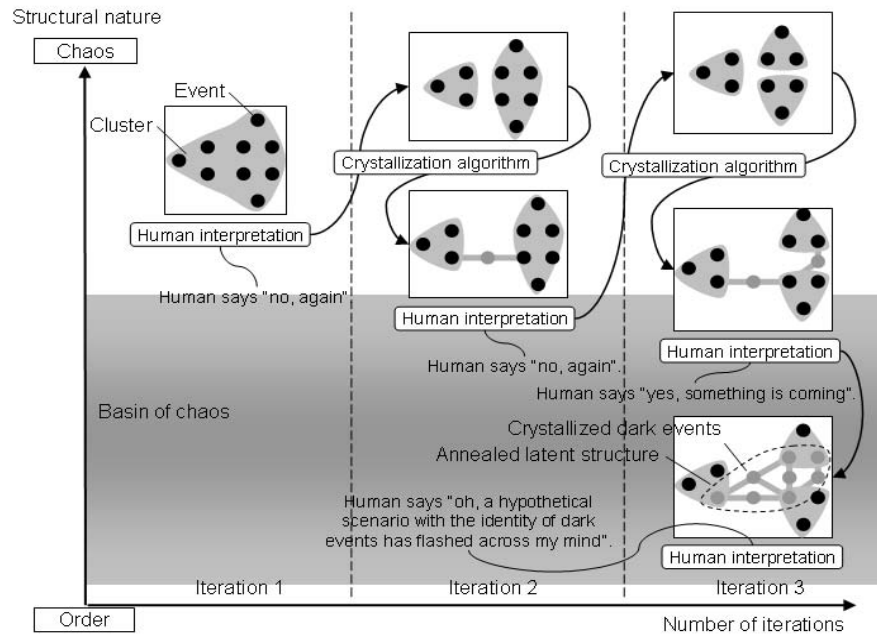 Structural nature
Chaos
Event
Cluster
Human interpretation
Human says "no, again"
Crystallization algorithm
Human interpretation
Human says "no, again".
Crystallization algorithm
Human interpretation
Human says "yes, something is coming".
Basin of chaos
Crystallized dark events
Annealed latent structure
Human says "oh, a hypothetical
scenario with the identity of dark
events has flashed across my mind".
Human interpretation
Iteration 1
Iteration 2
Iteration 3
Order
Number of iterations